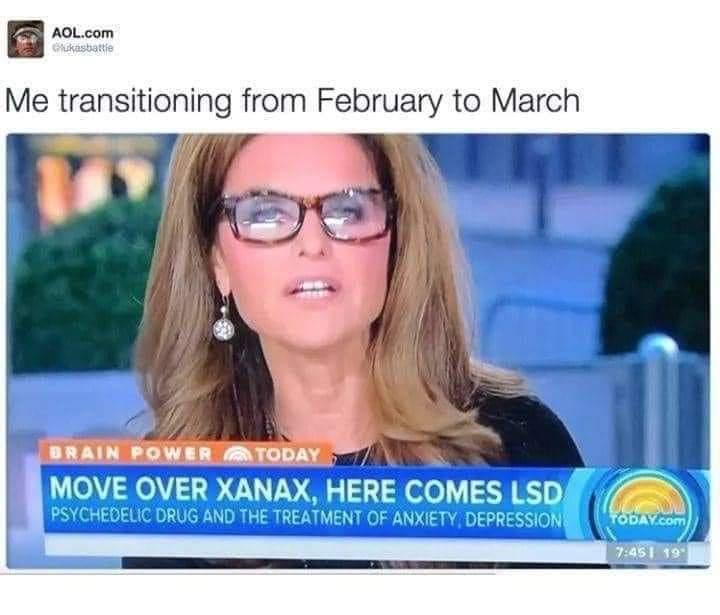 AOL.com
@lukasbattle
Me transitioning from February to March
BRAIN POWER TODAY
MOVE OVER XANAX, HERE COMES LSD
PSYCHEDELIC DRUG AND THE TREATMENT OF ANXIETY, DEPRESSION
TODAY.com
7:45 19°